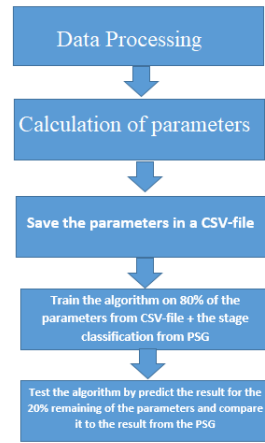 Data Processing
Calculation of parameters
Save the parameters in a CSV-file
Train the algorithm on 80% of the
parameters from CSV-file + the stage
classification from PSG
Test the algorithm by predict the result for the
20% remaining of the parameters and compare
it to the result from the PSG